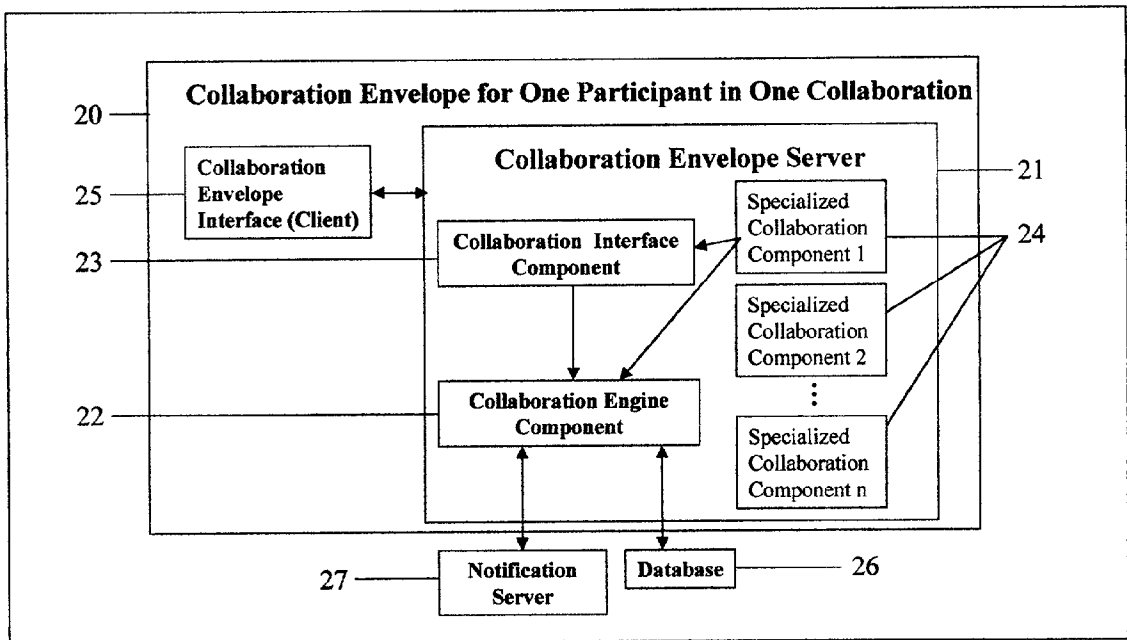 Collaboration Envelope for One Participant in One Collaboration
20
Collaboration Envelope Server
Collaboration
Envelope
Interface (Client)
25
21
Specialized
Collaboration
Component 1
24
Collaboration Interface
Component
23
Specialized
Collaboration
Component 2
Collaboration Engine
Component
22
Specialized
Collaboration
Component n
Notification
Server
27
Database
26